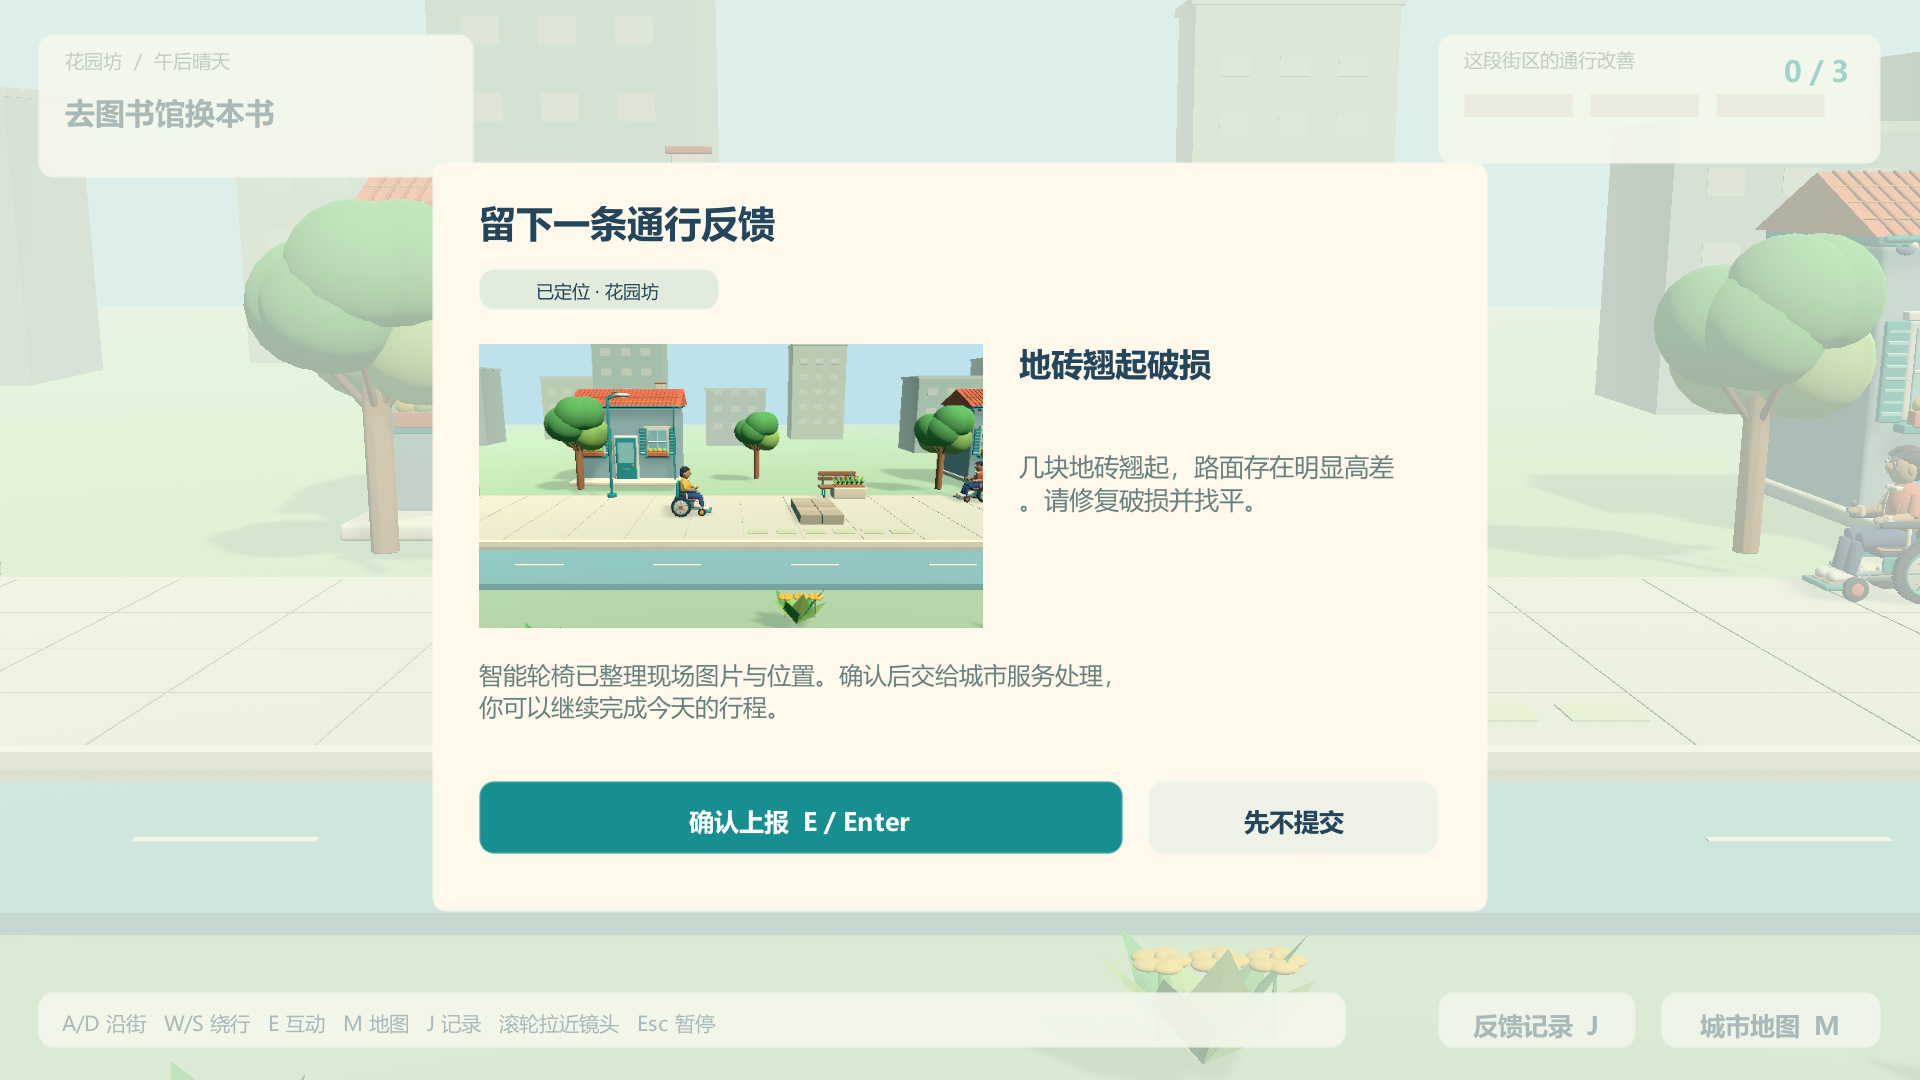 花园坊 / 午后晴天
去图书馆换本书
这段街区的通行改善
0 / 3
留下一条通行反馈
已定位 · 花园坊
地砖翘起破损
几块地砖翘起，路面存在明显高差
。请修复破损并找平。
智能轮椅已整理现场图片与位置。确认后交给城市服务处理，
你可以继续完成今天的行程。
确认上报 E / Enter
先不提交
A/D 沿街 W/S 绕行 E 互动 M 地图 J 记录 滚轮拉近镜头 Esc 暂停
反馈记录 J
城市地图 M